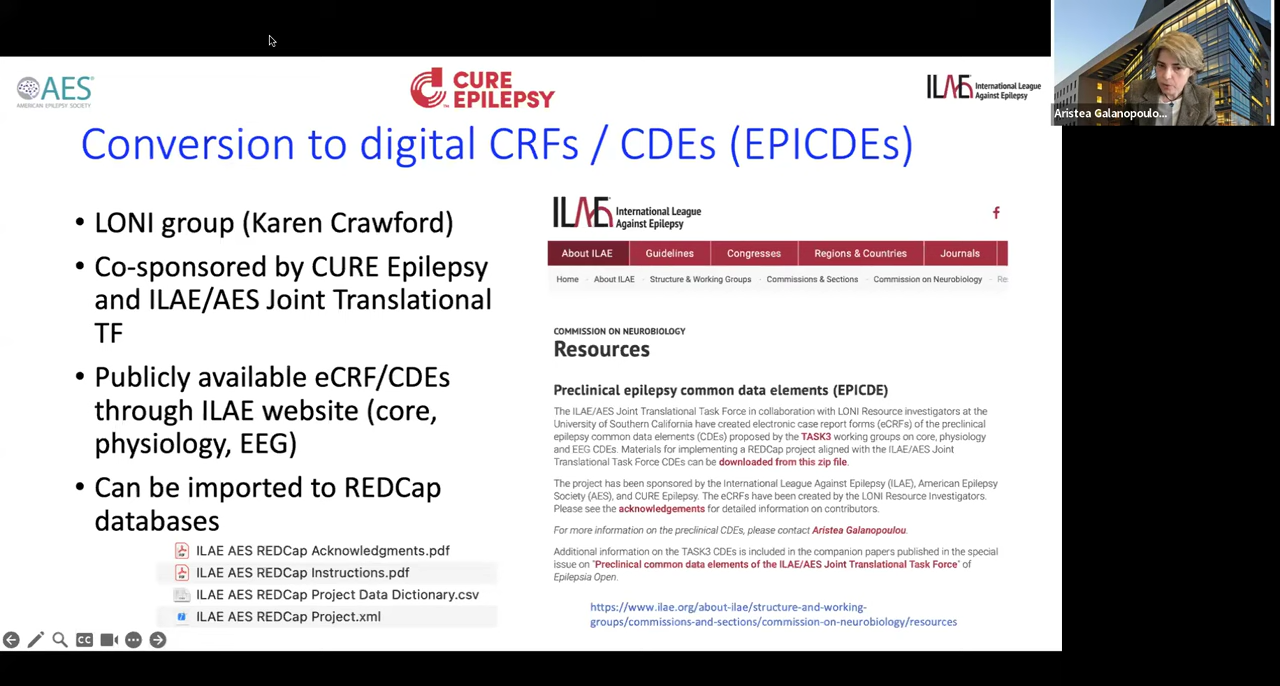 AES®
AMERICAN EPILEPSY SOCIETY
CURE
EPILEPSY
ILAE International League
Against Epilepsy
Aristea Galanopoulo...
Conversion to digital CRFs / CDEs (EPICDEs)
• LONI group (Karen Crawford)
• Co-sponsored by CURE Epilepsy
and ILAE/AES Joint Translational
TF
• Publicly available eCRF/CDEs
through ILAE website (core,
physiology, EEG)
• Can be imported to REDCap
databases
ILAE AES REDCap Acknowledgments.pdf
ILAE AES REDCap Instructions.pdf
ILAE AES REDCap Project Data Dictionary.csv
ILAE AES REDCap Project.xml
ILAE International League
Against Epilepsy
f
About ILAE Guidelines Congresses Regions & Countries Journals
Home About ILAE Structure & Working Groups Commissions & Sections Commission on Neurobiology Re
COMMISSION ON NEUROBIOLOGY
Resources
Preclinical epilepsy common data elements (EPICDE)
The ILAE/AES Joint Translational Task Force in collaboration with LONI Resource investigators at the
University of Southern California have created electronic case report forms (eCRFs) of the preclinical
epilepsy common data elements (CDEs) proposed by the TASK3 working groups on core, physiology
and EEG CDEs. Materials for implementing a REDCap project aligned with the ILAE/AES Joint
Translational Task Force CDEs can be downloaded from this zip file.
The project has been sponsored by the International League Against Epilepsy (ILAE), American Epilepsy
Society (AES), and CURE Epilepsy. The eCRFs have been created by the LONI Resource Investigators.
Please see the acknowledgements for detailed information on contributors.
For more information on the preclinical CDEs, please contact Aristea Galanopoulou.
Additional information on the TASK3 CDEs is included in the companion papers published in the special
issue on "Preclinical common data elements of the ILAE/AES Joint Translational Task Force" of
Epilepsia Open.
https://www.ilae.org/about-ilae/structure-and-working-
groups/commissions-and-sections/commission-on-neurobiology/resources
CC